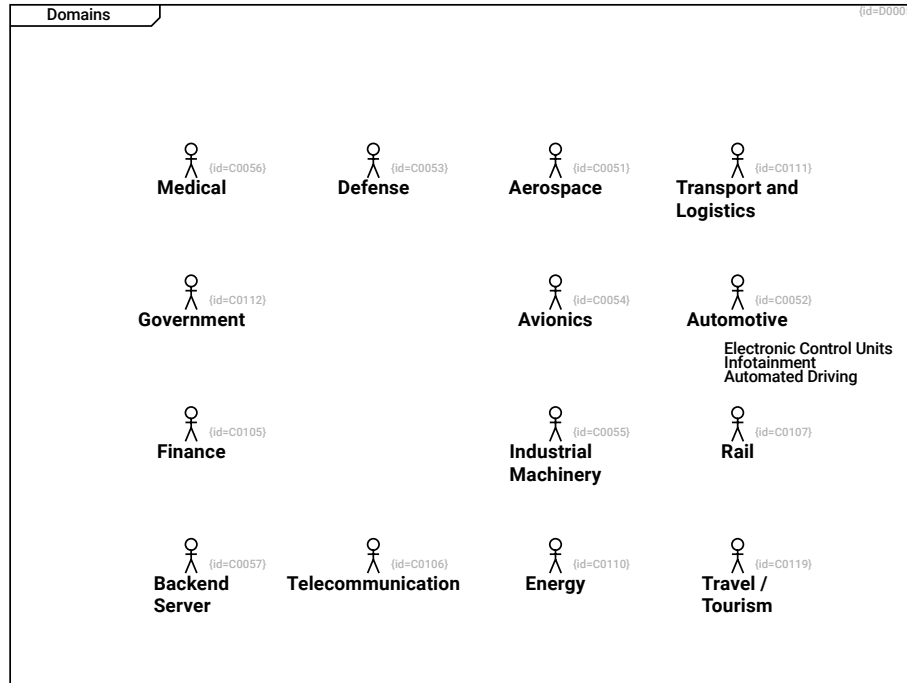 Domains
{id=D000
{id=C0056}
Medical
{id=C0053}
Defense
{id=C0051}
Aerospace
{id=C0111}
Transport and
Logistics
{id=C0112}
Government
{id=C0054}
Avionics
{id=C0052}
Automotive
Electronic Control Units
Infotainment
Automated Driving
{id=C0105}
Finance
{id=C0055}
Industrial
Machinery
{id=C0107}
Rail
{id=C0057}
Backend
Server
{id=C0106}
Telecommunication
{id=C0110}
Energy
{id=C0119}
Travel /
Tourism